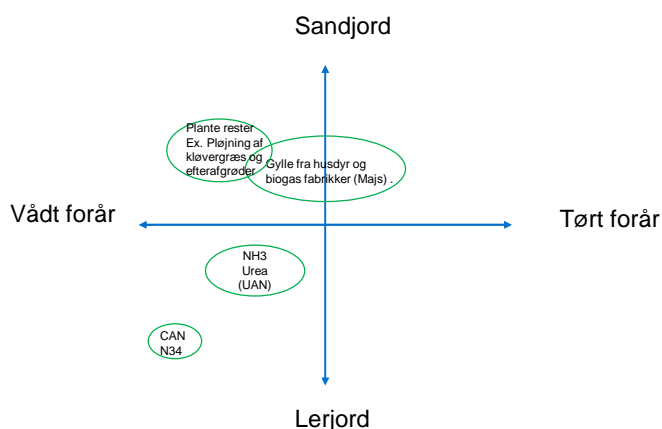 Sandjord
Plante rester
Ex. Pløjning af
kløvergræs og
efterafgrøder
Gylle fra husdyr og
biogas fabrikker (Majs) .
Vådt forår
Tørt forår
NH3
Urea
(UAN)
CAN
N34
Lerjord